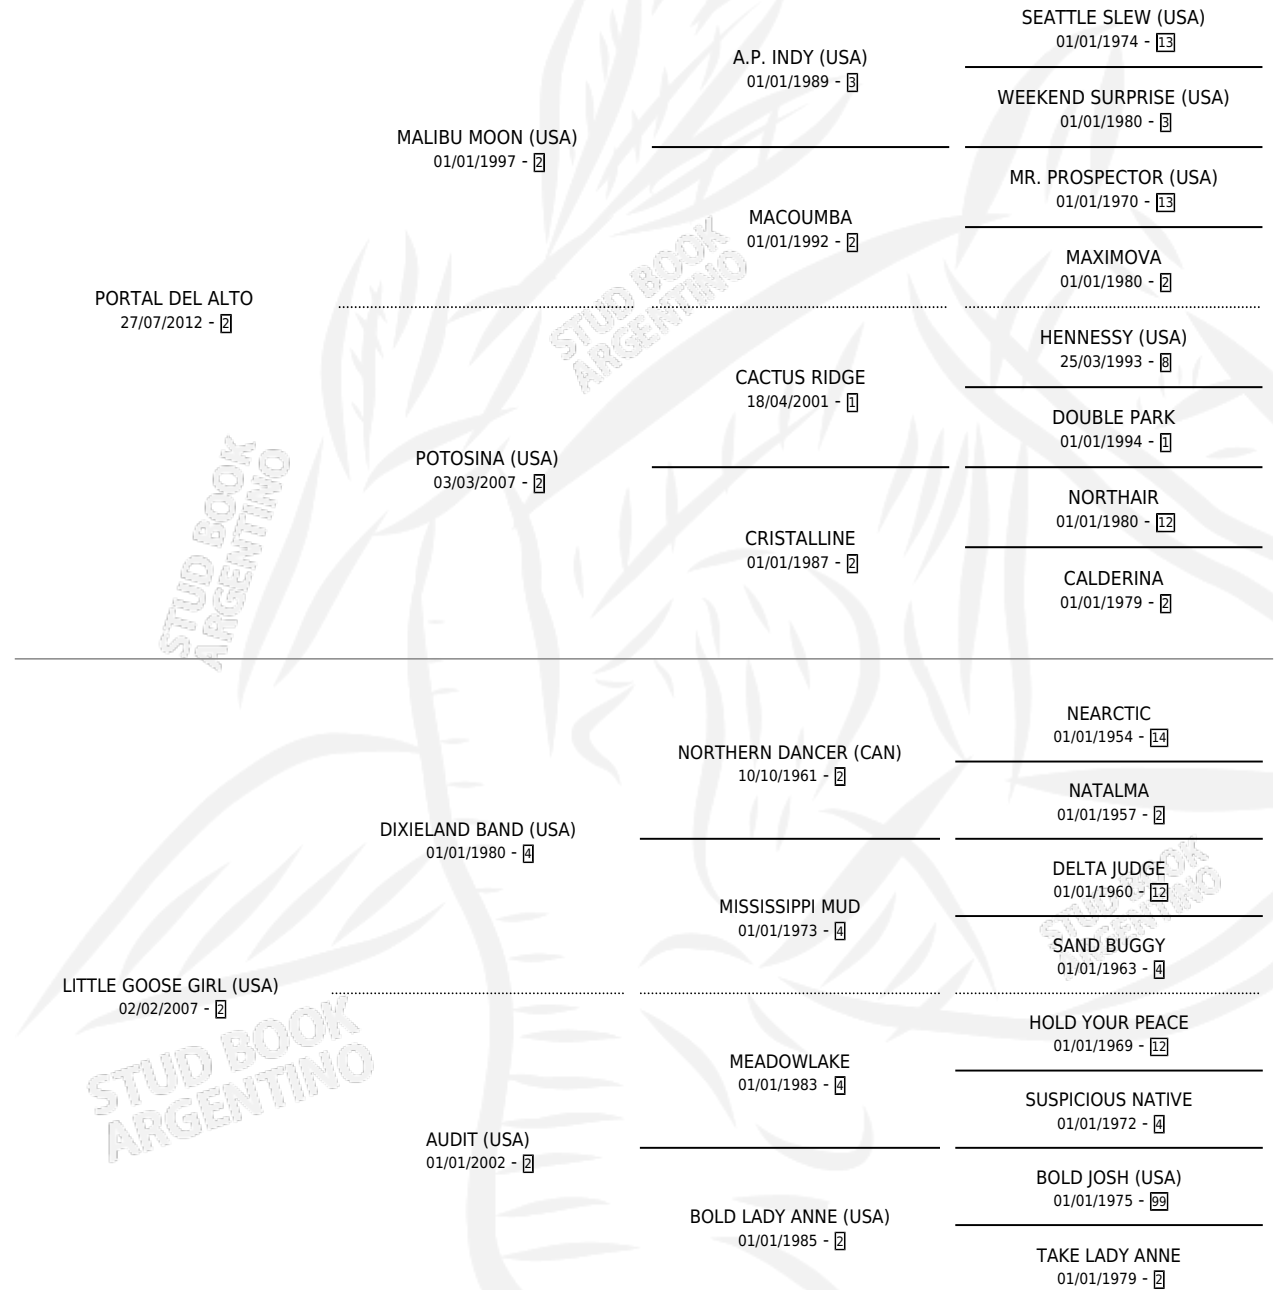 SEATTLE SLEW (USA)
01/01/1974 - 13
A.P. INDY (USA)
01/01/1989 - 3
WEEKEND SURPRISE (USA)
01/01/1980 - 3
MALIBU MOON (USA)
01/01/1997 - 2
MR. PROSPECTOR (USA)
01/01/1970 - 13
MACOUMBA
01/01/1992 - 2
MAXIMOVA
01/01/1980 - 2
PORTAL DEL ALTO
27/07/2012 - 2
HENNESSY (USA)
25/03/1993 - 8
CACTUS RIDGE
18/04/2001 - 1
DOUBLE PARK
01/01/1994 - 1
POTOSINA (USA)
03/03/2007 - 2
NORTHAIR
01/01/1980 - 12
CRISTALLINE
01/01/1987 - 2
CALDERINA
01/01/1979 - 2
NEARCTIC
01/01/1954 - 14
NORTHERN DANCER (CAN)
10/10/1961 - 2
NATALMA
01/01/1957 - 2
DIXIELAND BAND (USA)
01/01/1980 - 4
DELTA JUDGE
01/01/1960 - 12
MISSISSIPPI MUD
01/01/1973 - 4
SAND BUGGY
01/01/1963 - 4
LITTLE GOOSE GIRL (USA)
02/02/2007 - 2
HOLD YOUR PEACE
01/01/1969 - 12
MEADOWLAKE
01/01/1983 - 4
SUSPICIOUS NATIVE
01/01/1972 - 4
AUDIT (USA)
01/01/2002 - 2
BOLD JOSH (USA)
01/01/1975 - 99
BOLD LADY ANNE (USA)
01/01/1985 - 2
TAKE LADY ANNE
01/01/1979 - 2
STUD BOOK
ARGENTINO
STUD BOOK
ARGENTINO
STUD BOOK
ARGENTINO
STUD BOOK
ARGENTINO